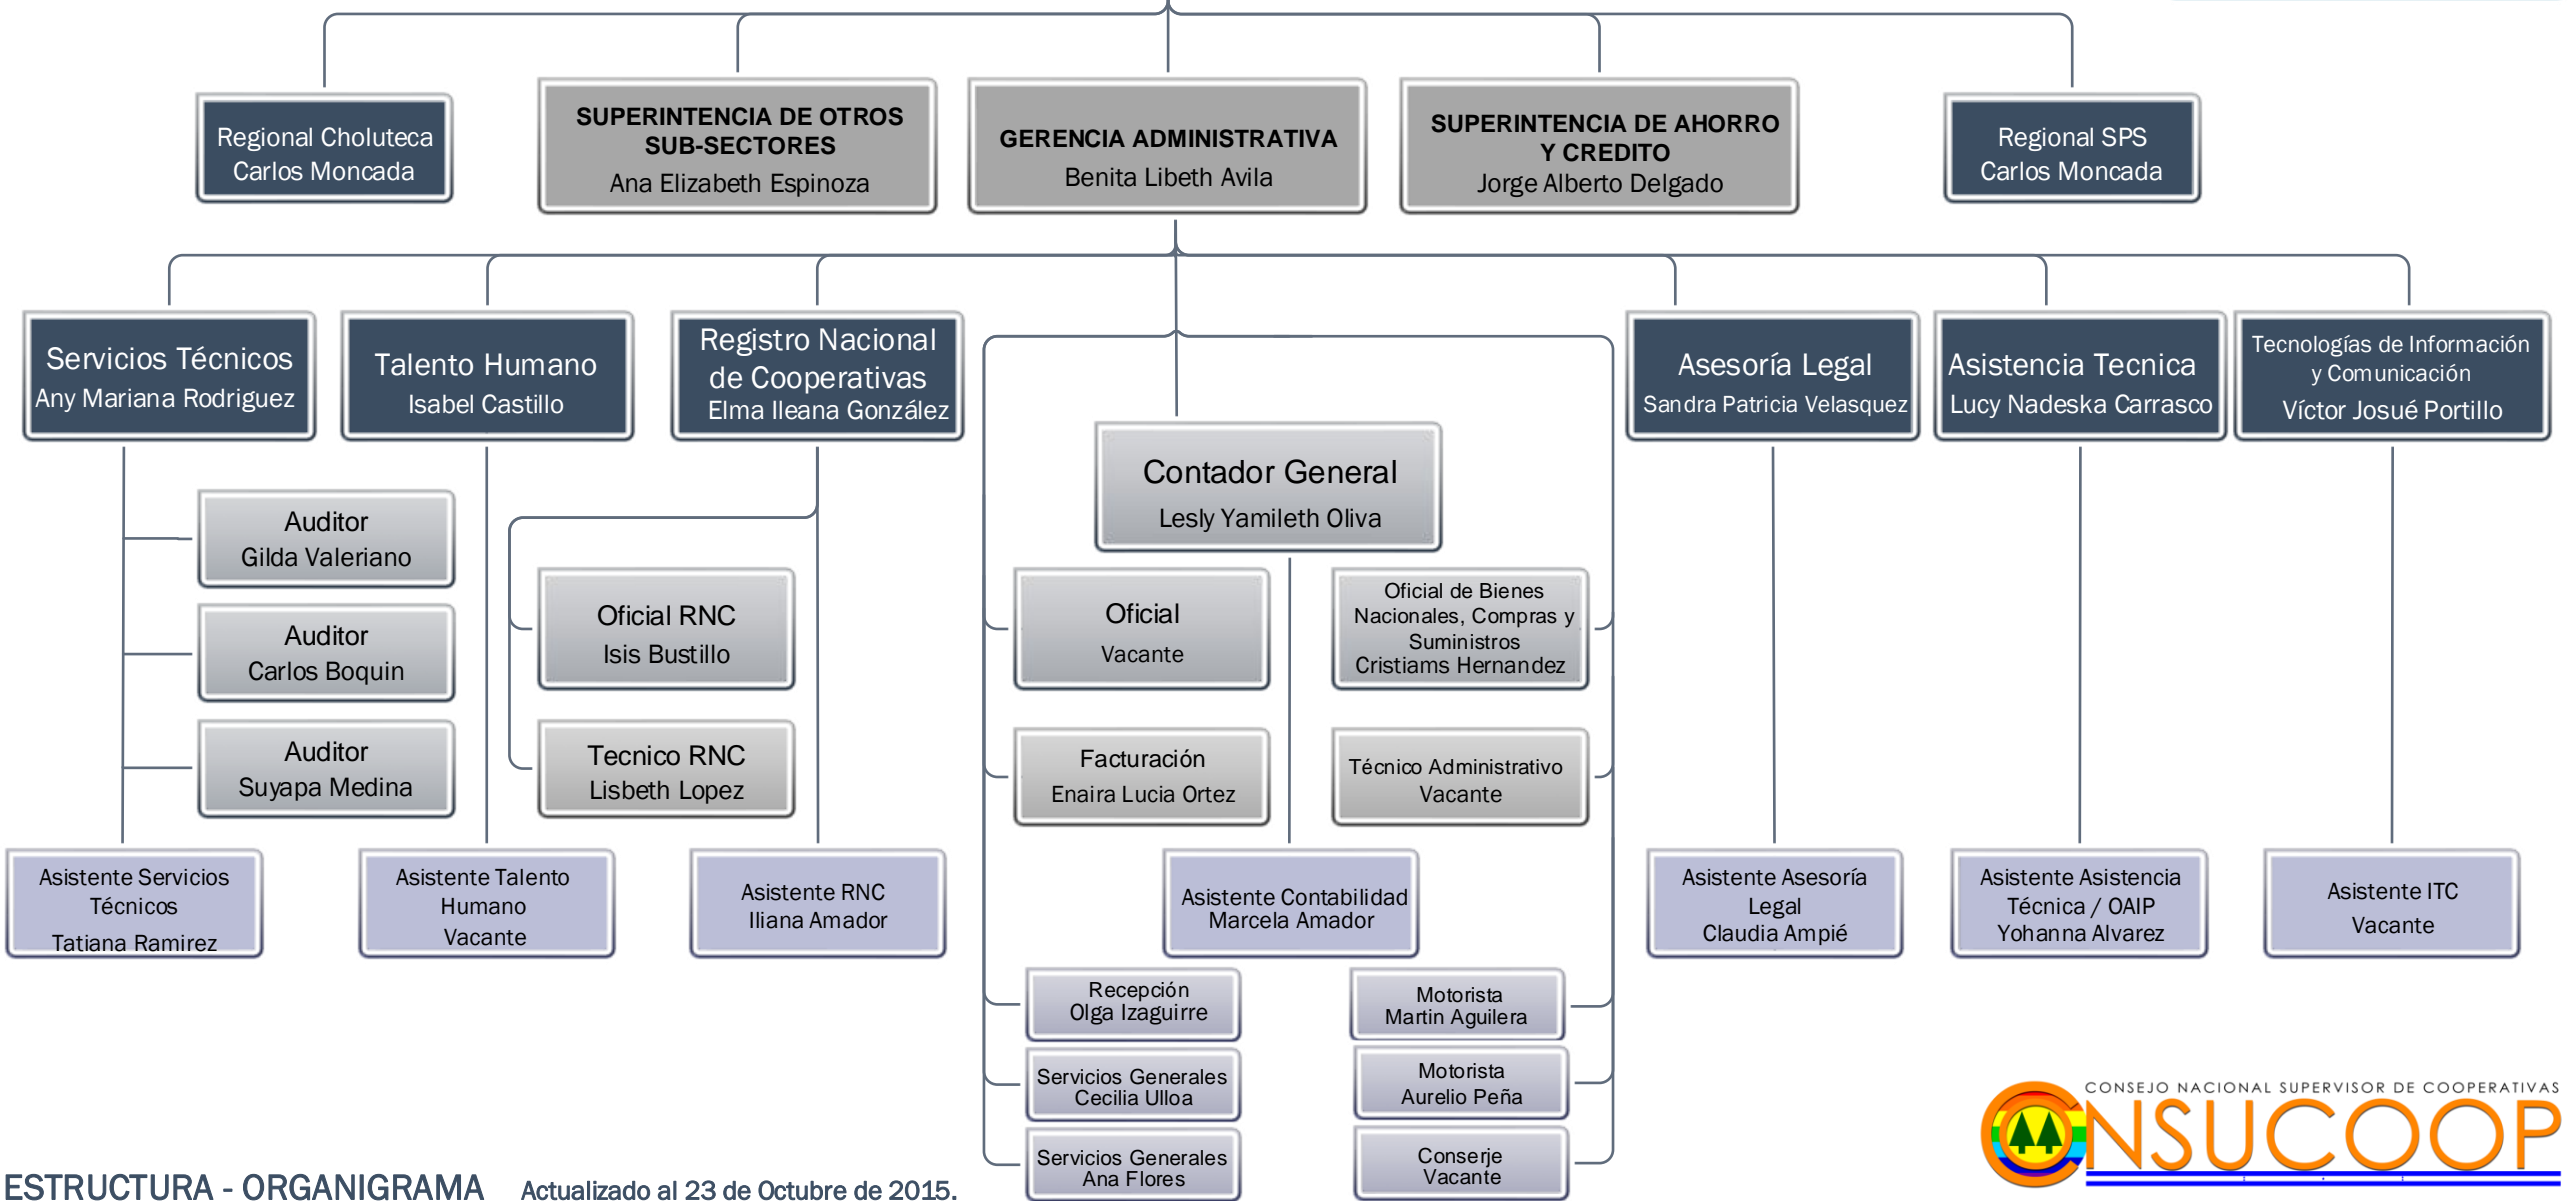 Regional Choluteca
Carlos Moncada
SUPERINTENCIA DE OTROS
SUB-SECTORES
Ana Elizabeth Espinoza
GERENCIA ADMINISTRATIVA
Benita Libeth Avila
SUPERINTENCIA DE AHORRO
Y CREDITO
Jorge Alberto Delgado
Regional SPS
Carlos Moncada
Servicios Técnicos
Any Mariana Rodriguez
Talento Humano
Isabel Castillo
Registro Nacional
de Cooperativas
Elma Ileana González
Contador General
Lesly Yamileth Oliva
Asesoría Legal
Sandra Patricia Velasquez
Asistencia Tecnica
Lucy Nadeska Carrasco
Tecnologías de Información
y Comunicación
Víctor Josué Portillo
Auditor
Gilda Valeriano
Auditor
Carlos Boquin
Auditor
Suyapa Medina
Oficial RNC
Isis Bustillo
Tecnico RNC
Lisbeth Lopez
Oficial
Vacante
Oficial de Bienes
Nacionales, Compras y
Suministros
Cristiams Hernandez
Facturación
Enaira Lucia Ortez
Técnico Administrativo
Vacante
Asistente Servicios
Técnicos
Tatiana Ramirez
Asistente Talento
Humano
Vacante
Asistente RNC
Iliana Amador
Asistente Contabilidad
Marcela Amador
Asistente Asesoría
Legal
Claudia Ampié
Asistente Asistencia
Técnica / OAIP
Yohanna Alvarez
Asistente ITC
Vacante
Recepción
Olga Izaguirre
Motorista
Martin Aguilera
Servicios Generales
Cecilia Ulloa
Motorista
Aurelio Peña
Servicios Generales
Ana Flores
Conserje
Vacante
CONSEJO NACIONAL SUPERVISOR DE COOPERATIVAS
CONSUCOOP
ESTRUCTURA - ORGANIGRAMA Actualizado al 23 de Octubre de 2015.